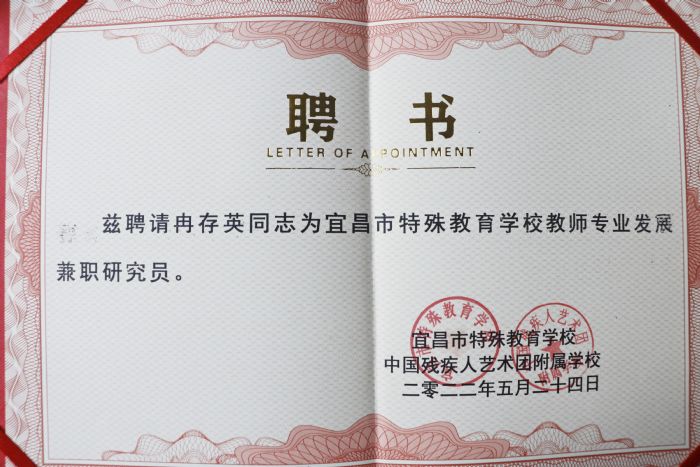 聘 书
LETTER OF APPOINTMENT
兹聘请冉存英同志为宜昌市特殊教育学校教师专业发展
兼职研究员。
宜昌市特殊教育学校
中国残疾人艺术团附属学校
二零二二年五月二十四日